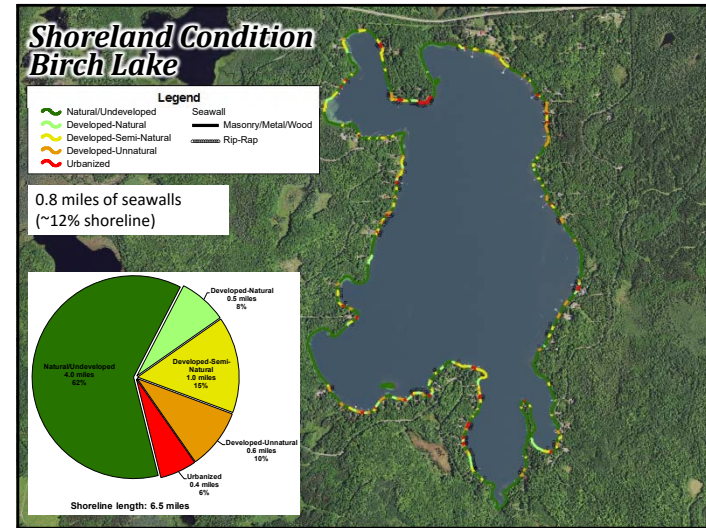 Shoreland Condition
Birch Lake
Legend
Natural/Undeveloped
Developed-Natural
Developed-Semi-Natural
Developed-Unnatural
Urbanized
Seawall
Masonry/Metal/Wood
Rip-Rap
0.8 miles of seawalls
(~12% shoreline)
Developed-Natural
0.5 miles
8%
Natural/Undeveloped
4.0 miles
62%
Developed-Semi-
Natural
1.0 miles
15%
Developed-Unnatural
0.6 miles
10%
Urbanized
0.4 miles
6%
Shoreline length: 6.5 miles